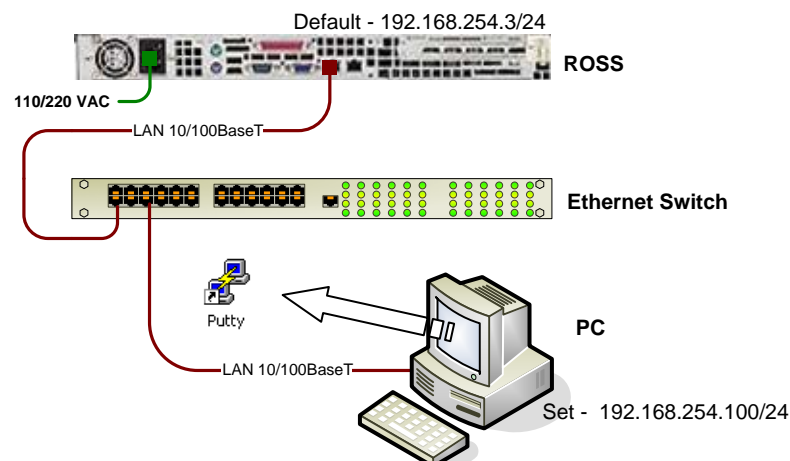 Default - 192.168.254.3/24
ROSS
110/220 VAC
LAN 10/100BaseT
Ethernet Switch
Putty
PC
LAN 10/100BaseT
Set - 192.168.254.100/24